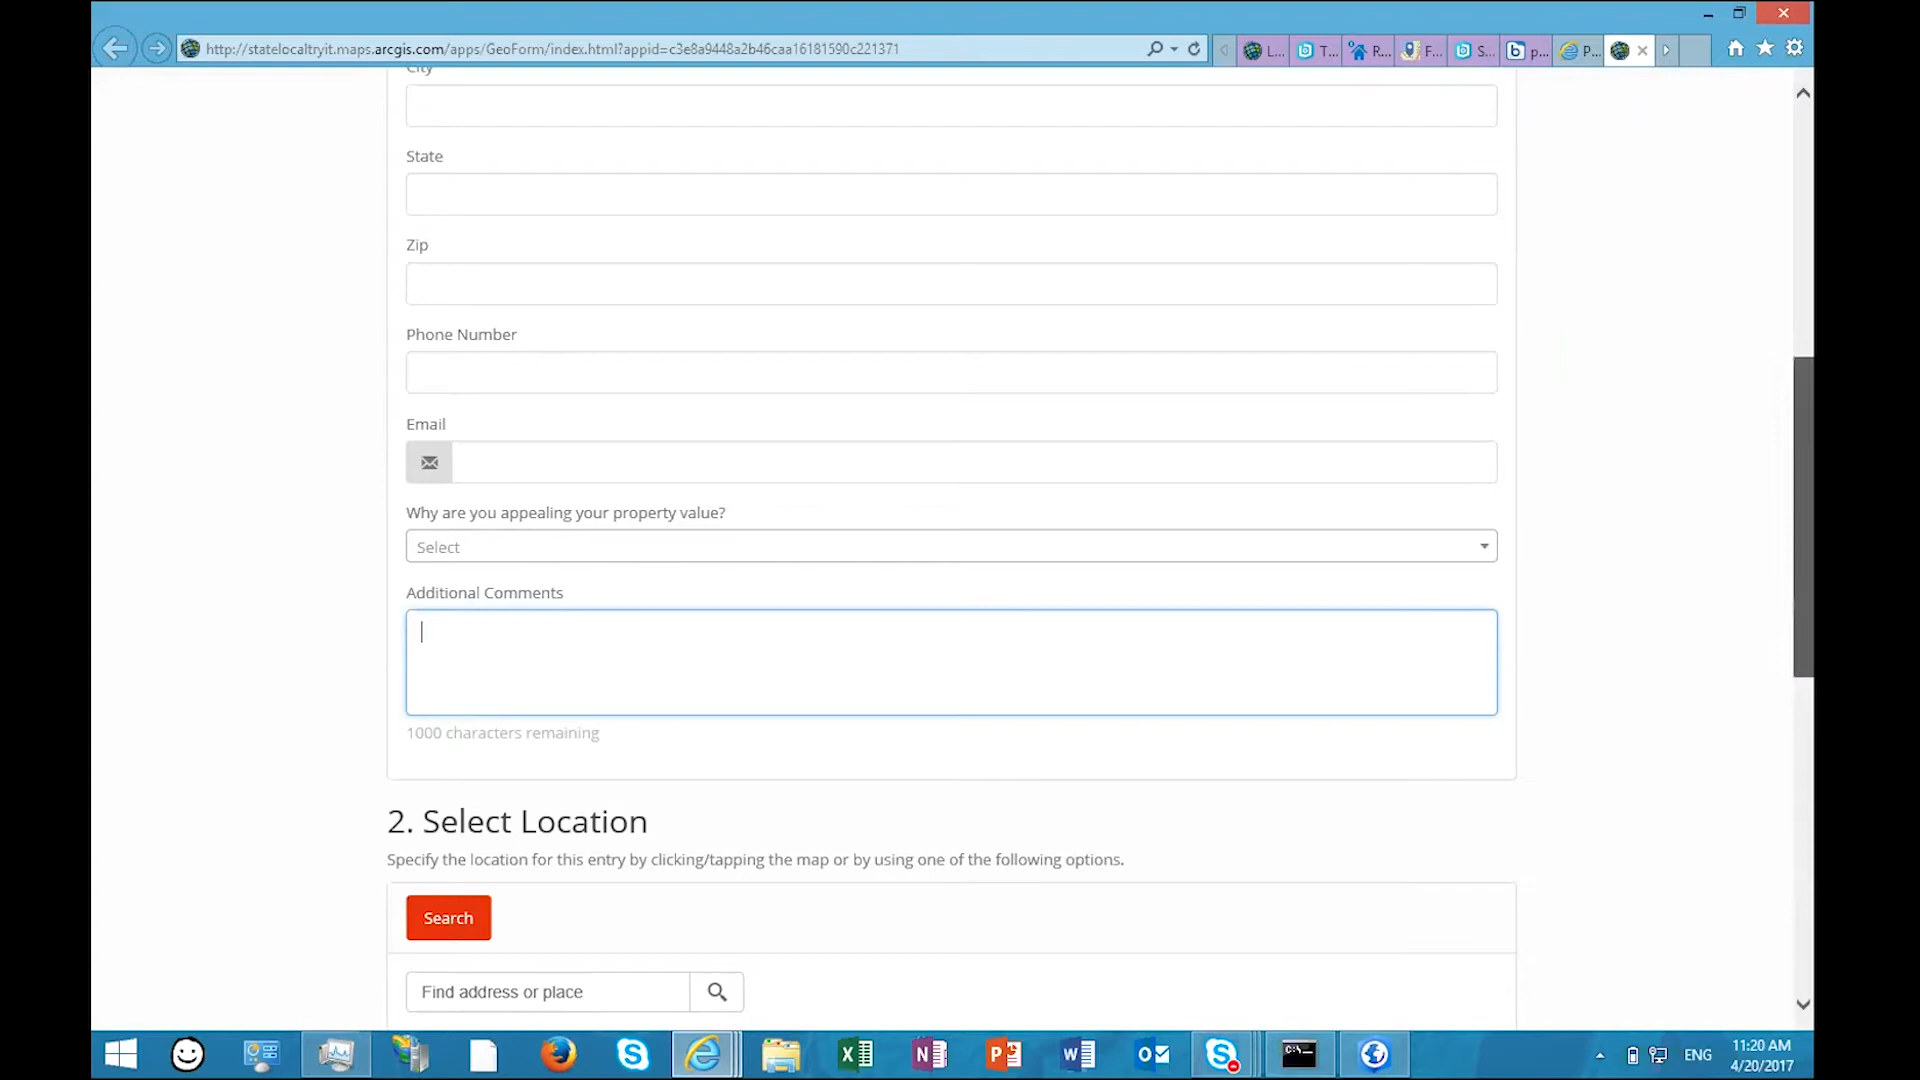 http://statelocaltryit.maps.arcgis.com/apps/GeoForm/index.html?appid=c3e8a9448a2b46caa16181590c221371
L...
T...
R...
F...
S...
p...
P...
City
State
Zip
Phone Number
Email
Why are you appealing your property value?
Select
Additional Comments
1000 characters remaining
2. Select Location
Specify the location for this entry by clicking/tapping the map or by using one of the following options.
Search
Find address or place
ENG
11:20 AM
4/20/2017